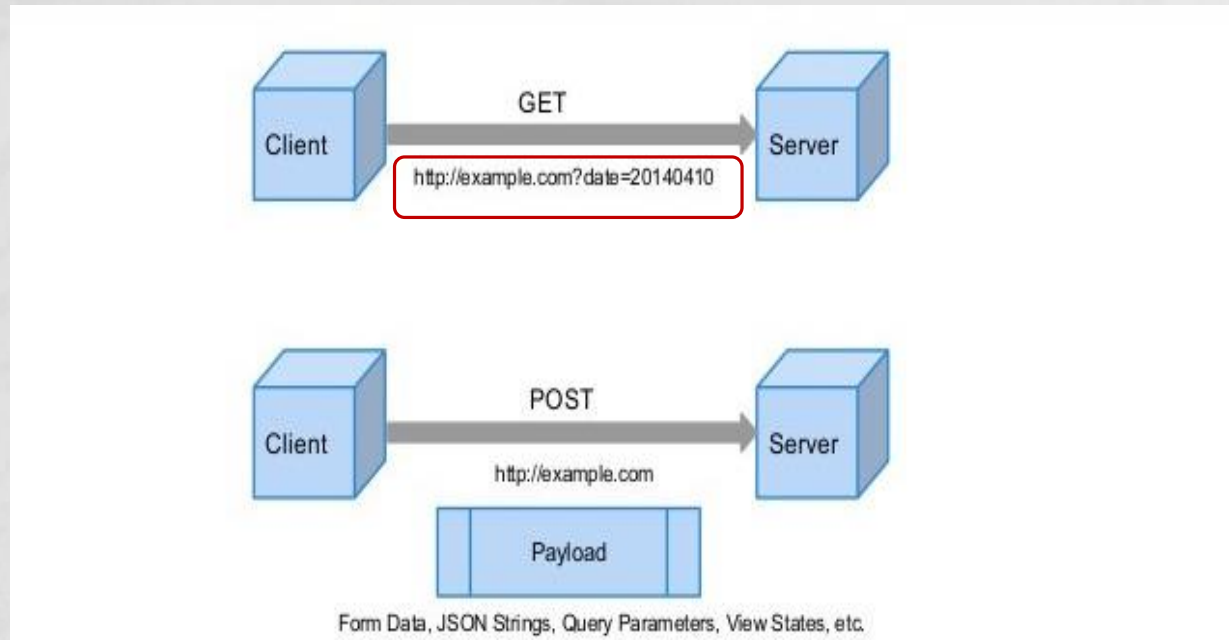 GET
Client
Server
http://example.com?date=20140410
POST
Client
Server
http://example.com
Payload
Form Data, JSON Strings, Query Parameters, View States, etc.